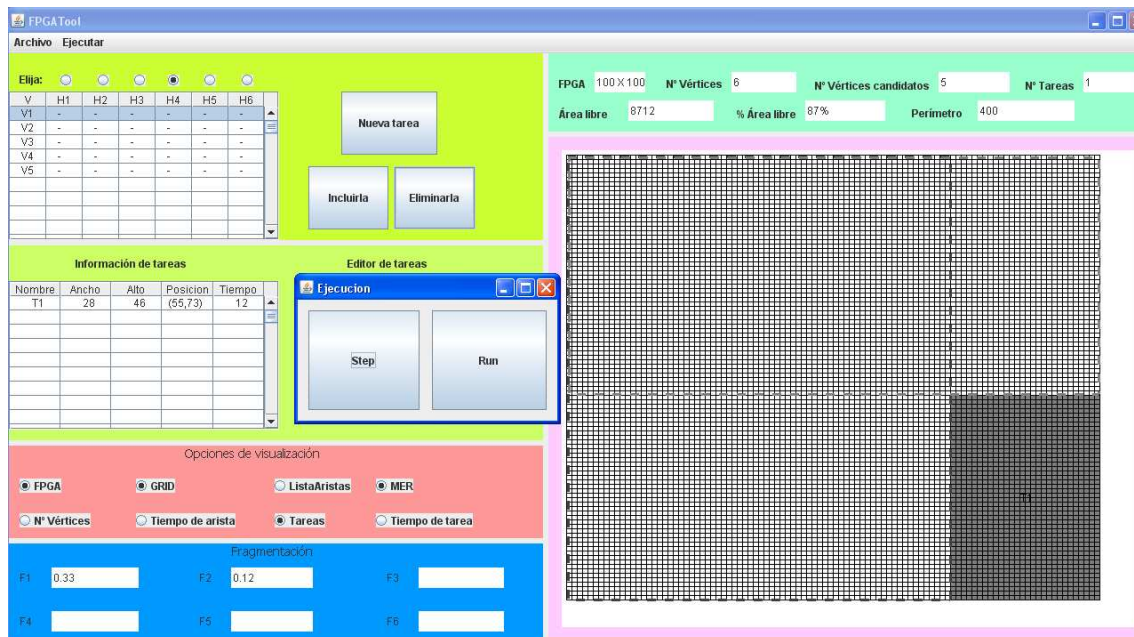 FPGATool
Archivo Ejecutar
Elija:
V H1 H2 H3 H4 H5 H6
V1 - - - - - -
V2 - - - - - -
V3 - - - - - -
V4 - - - - - -
V5 - - - - - -
Nueva tarea
Incluirla Eliminarla
FPGA 100 X 100 Nº Vértices 6 Nº Vértices candidatos 5 Nº Tareas 1
Área libre 8712 % Área libre 87% Perímetro 400
Información de tareas
Editor de tareas
Nombre Ancho Alto Posicion Tiempo
T1 28 46 (55,73) 12
Ejecucion
Step Run
T1
Opciones de visualización
FPGA GRID ListaAristas MER
Nº Vértices Tiempo de arista Tareas Tiempo de tarea
Fragmentación
F1 0.33 F2 0.12 F3
F4 F5 F6